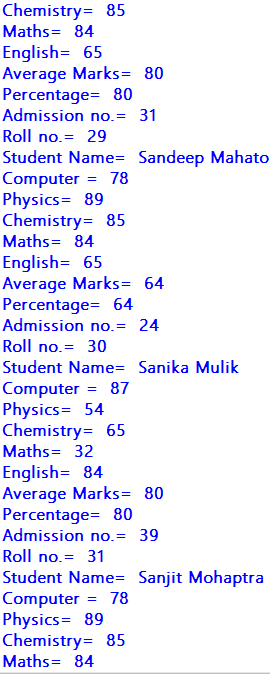 Chemistry=  85
Maths=  84
English=  65
Average Marks=  80
Percentage=  80
Admission no.=  31
Roll no.=  29
Student Name=  Sandeep Mahato
Computer =  78
Physics=  89
Chemistry=  85
Maths=  84
English=  65
Average Marks=  64
Percentage=  64
Admission no.=  24
Roll no.=  30
Student Name=  Sanika Mulik
Computer =  87
Physics=  54
Chemistry=  65
Maths=  32
English=  84
Average Marks=  80
Percentage=  80
Admission no.=  39
Roll no.=  31
Student Name=  Sanjit Mohaptra
Computer =  78
Physics=  89
Chemistry=  85
Maths=  84